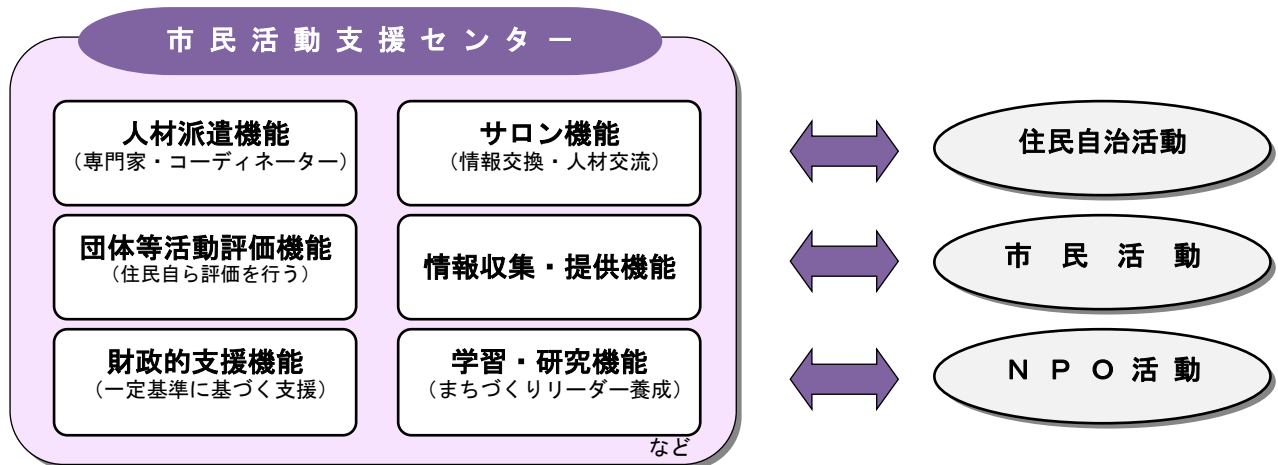 市民活動支援センター
人材派遣機能
（専門家・コーディネーター）
サロン機能
（情報交換・人材交流）
団体等活動評価機能
（住民自ら評価を行う）
情報収集・提供機能
財政的支援機能
（一定基準に基づく支援）
学習・研究機能
（まちづくりリーダー養成）
など
住民自治活動
市民活動
ＮＰＯ活動